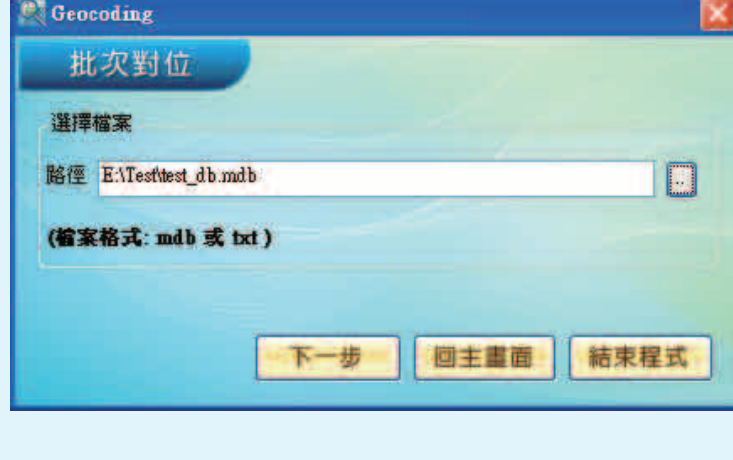 Geocoding
批次對位
選擇檔案
路徑 E:\Test\test_db.mdb ..
(檔案格式: mdb 或 txt )
下一步 回主畫面 結束程式